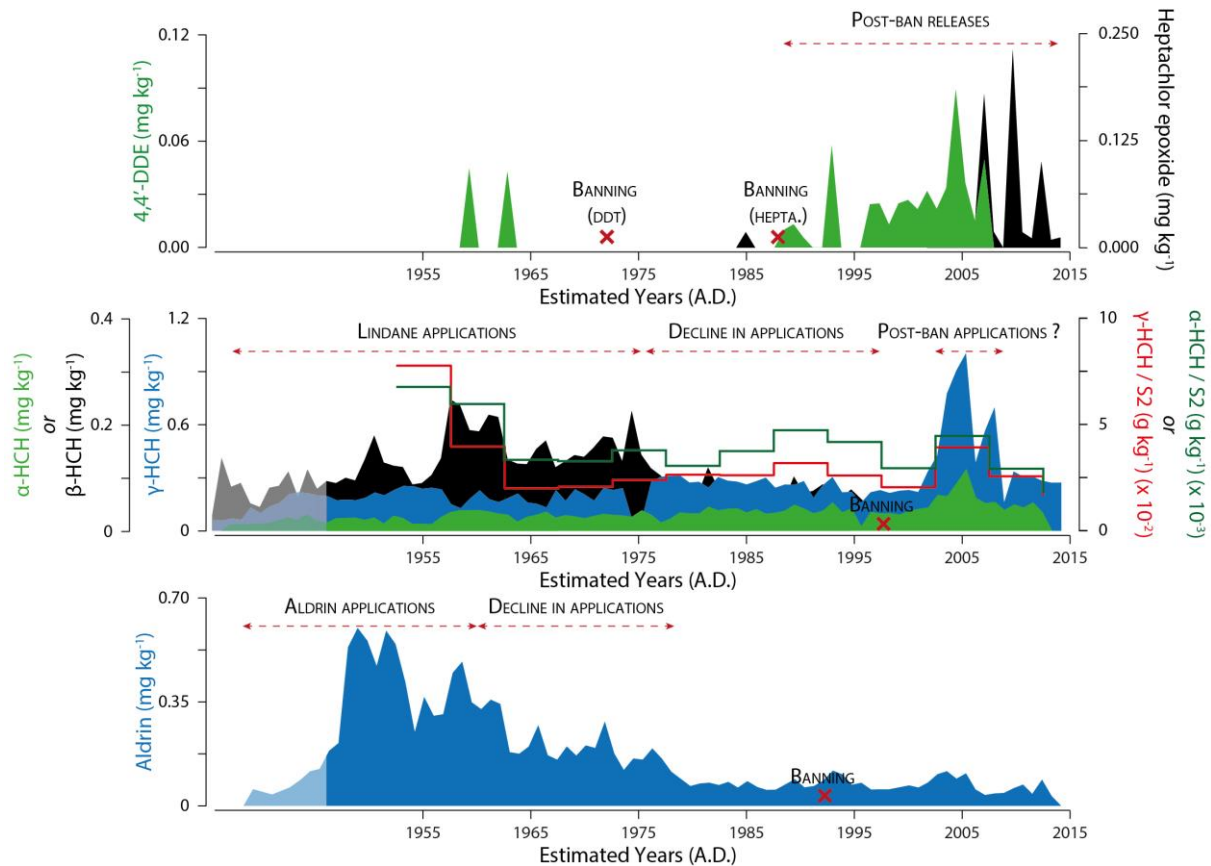 POST-BAN RELEASES
0.12
0.06
0.00
4,4'-DDE (mg kg-1)
0.250
0.125
0.000
Heptachlor epoxide (mg kg-1)
BANNING
(DDT)
BANNING
(HEPTA.)
1955 1965 1975 1985 1995 2005 2015
Estimated Years (A.D.)
LINDANE APPLICATIONS
DECLINE IN APPLICATIONS
POST-BAN APPLICATIONS ?
α-HCH (mg kg-1)
or
β-HCH (mg kg-1)
0.4
0.2
0
γ-HCH (mg kg-1)
1.2
0.6
0
10
5
0
γ-HCH / S2 (g kg-1) (x 10-2)
or
α-HCH / S2 (g kg-1) (x 10-3)
BANNING
1955 1965 1975 1985 1995 2005 2015
Estimated Years (A.D.)
ALDRIN APPLICATIONS
DECLINE IN APPLICATIONS
Aldrin (mg kg-1)
0.70
0.35
0
BANNING
1955 1965 1975 1985 1995 2005 2015
Estimated Years (A.D.)